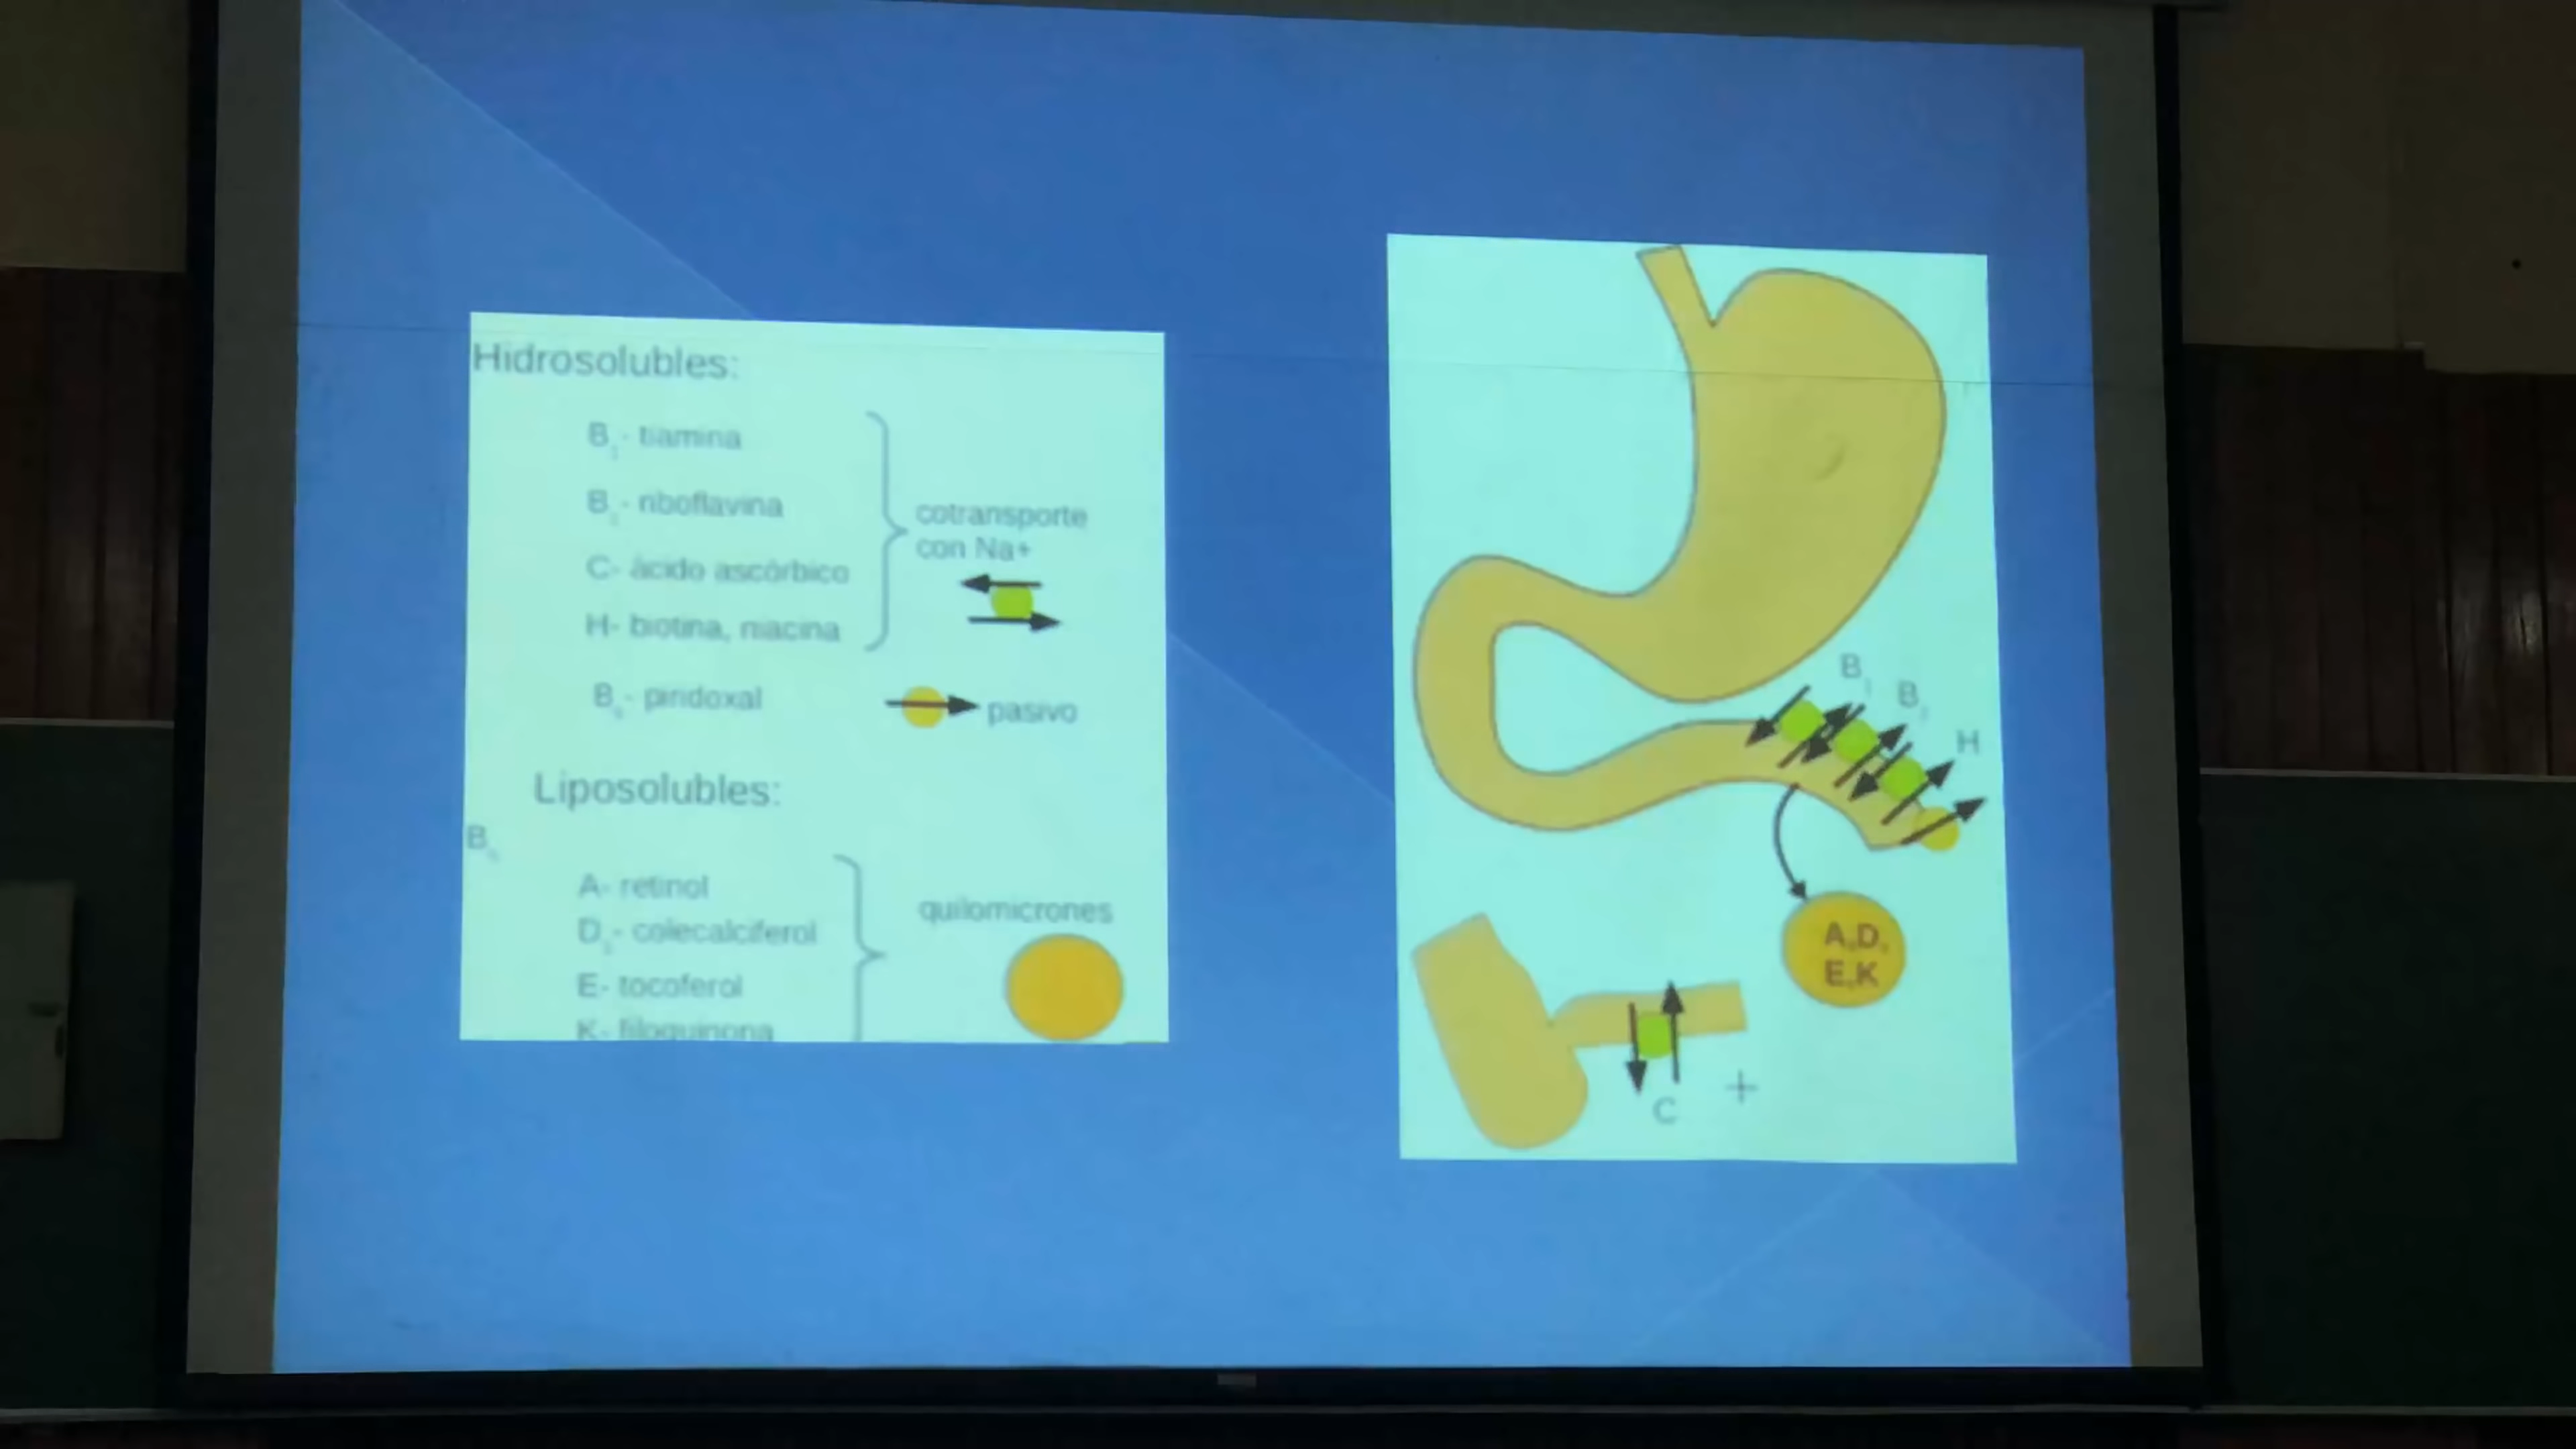 Hidrosolubles:
B1- tiamina
B2- riboflavina
C- ácido ascórbico
H- biotina, niacina
cotransporte
con Na+
B6- piridoxal
pasivo
Liposolubles:
B
A- retinol
D3- colecalciferol
E- tocoferol
K- filoquinona
quilomicrones
B1
B2
H
A,D3
E,K
C
+